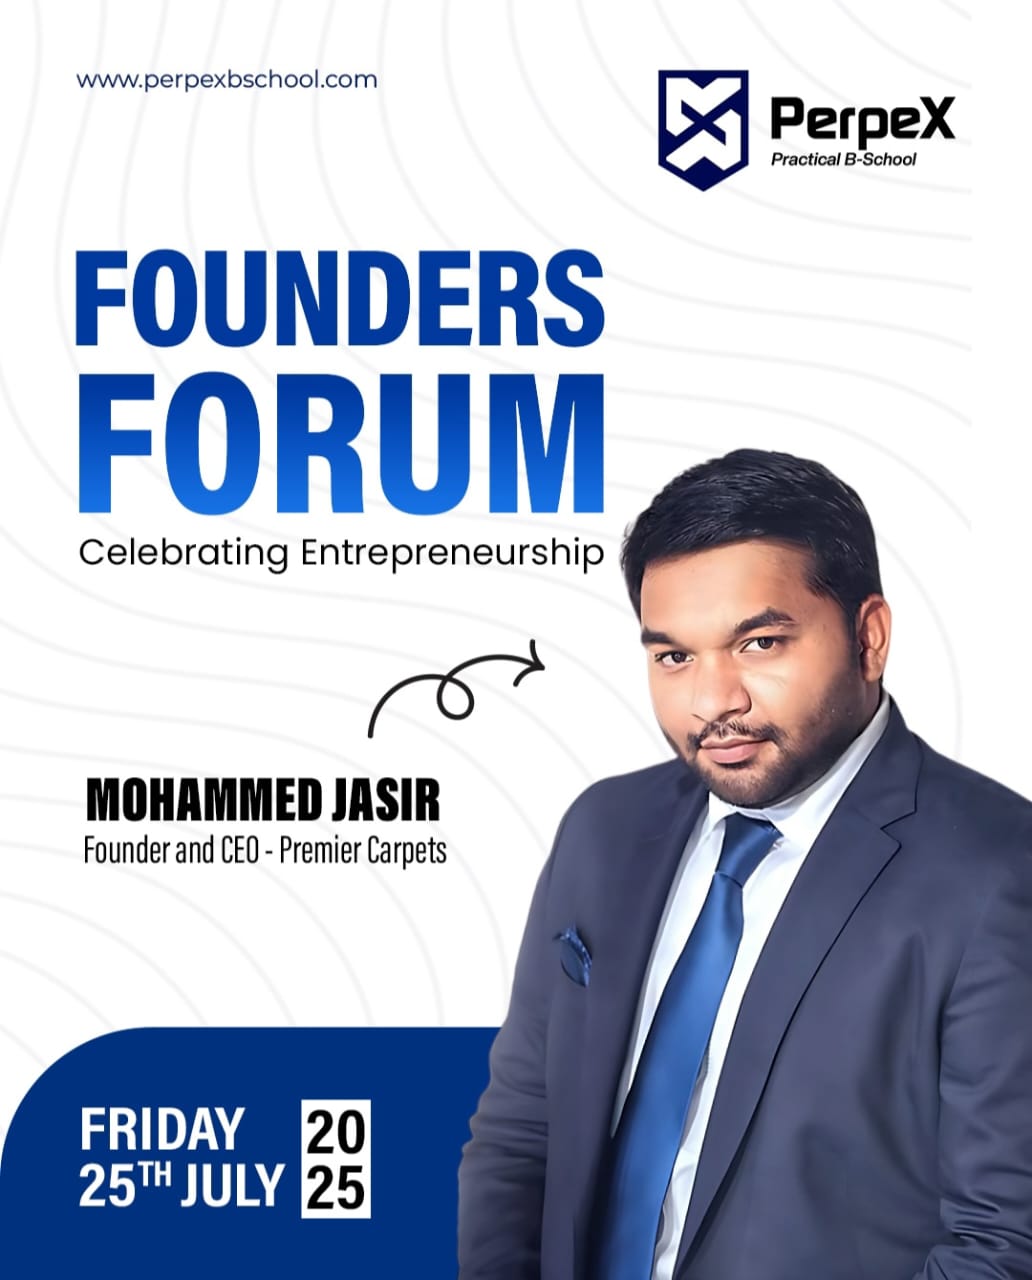 www.perpexbschool.com
PerpeX
Practical B-School
FOUNDERS
FORUM
Celebrating Entrepreneurship
MOHAMMED JASIR
Founder and CEO - Premier Carpets
FRIDAY
25TH JULY
20
25